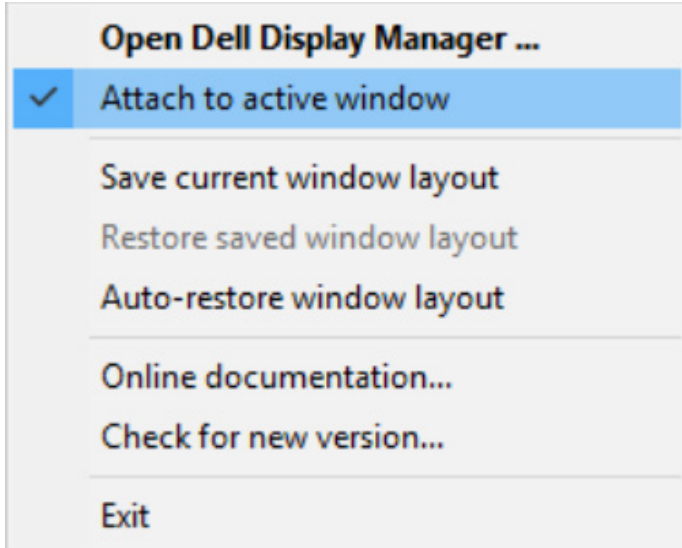 Open Dell Display Manager ...
Attach to active window
Save current window layout
Restore saved window layout
Auto-restore window layout
Online documentation...
Check for new version...
Exit